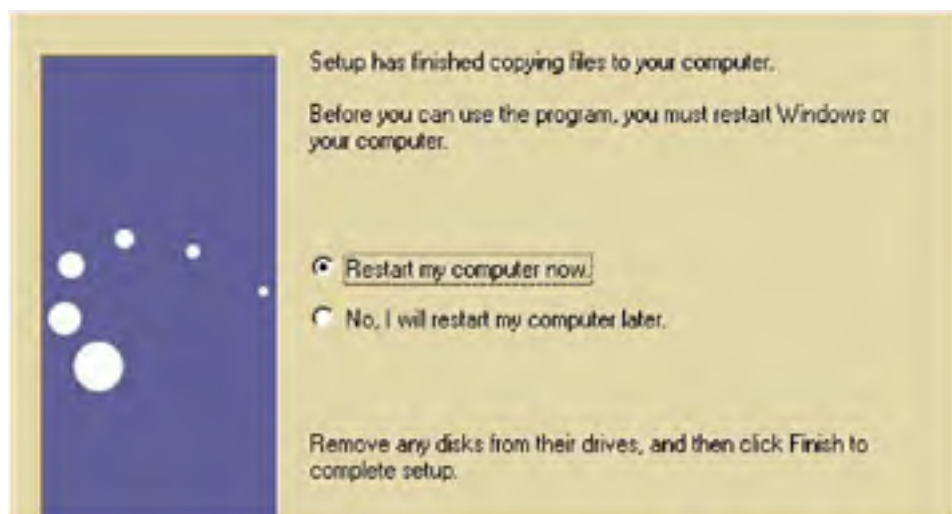 Setup has finished copying files to your computer.
Before you can use the program, you must restart Windows or
your computer.
Restart my computer now.
No, I will restart my computer later.
Remove any disks from their drives, and then click Finish to
complete setup.